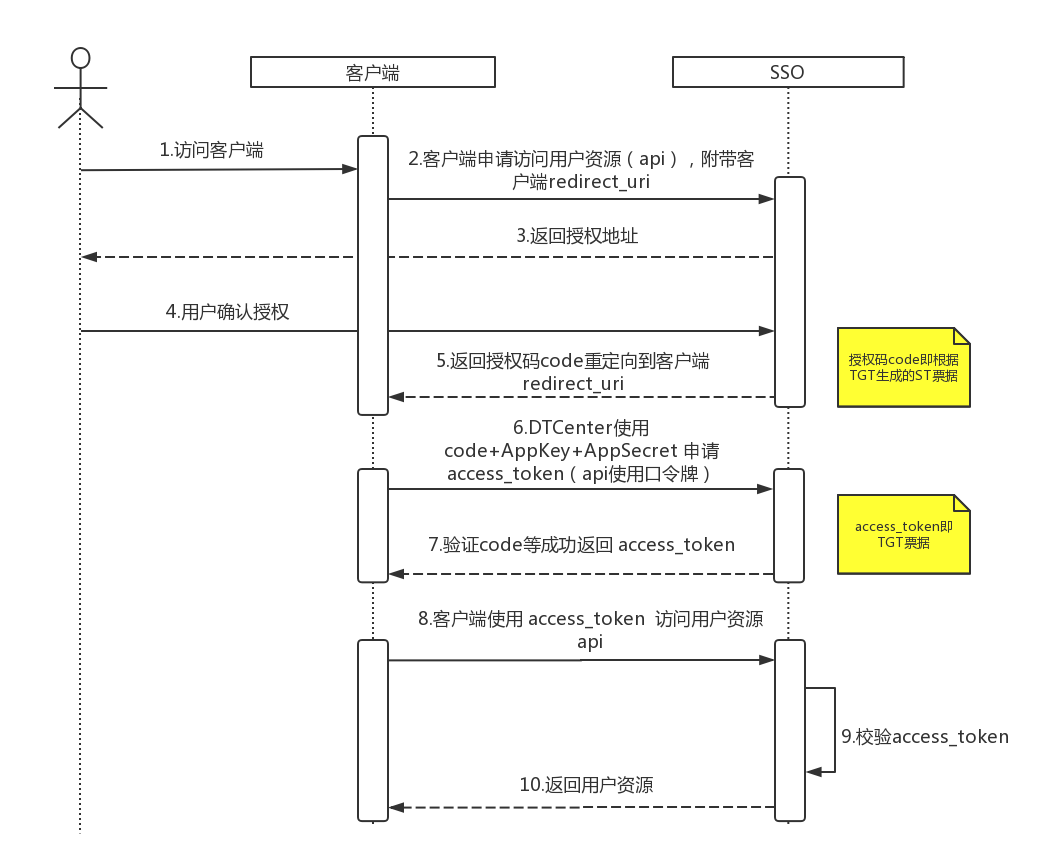 客户端
SSO
1.访问客户端
2.客户端申请访问用户资源（api），附带客
户端redirect_uri
3.返回授权地址
4.用户确认授权
5.返回授权码code重定向到客户端
redirect_uri
授权码code即根据
TGT生成的ST票据
6.DTCenter使用
code+AppKey+AppSecret 申请
access_token（api使用口令牌）
7.验证code等成功返回 access_token
access_token即
TGT票据
8.客户端使用 access_token 访问用户资源
api
9.校验access_token
10.返回用户资源